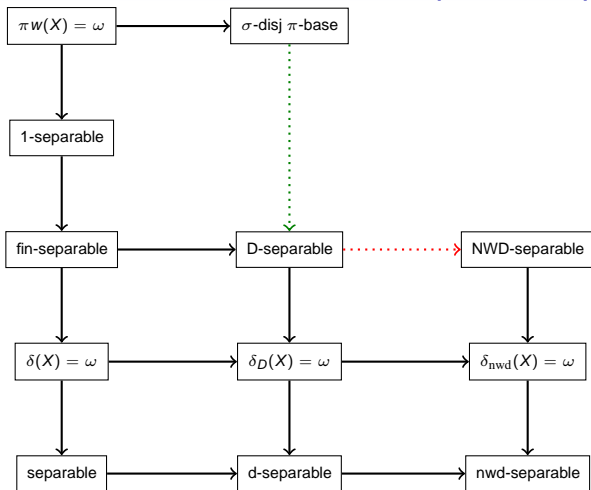 πw(X) = ω
σ-disj π-base
1-separable
fin-separable
D-separable
NWD-separable
δ(X) = ω
δ_D(X) = ω
δ_nwd(X) = ω
separable
d-separable
nwd-separable